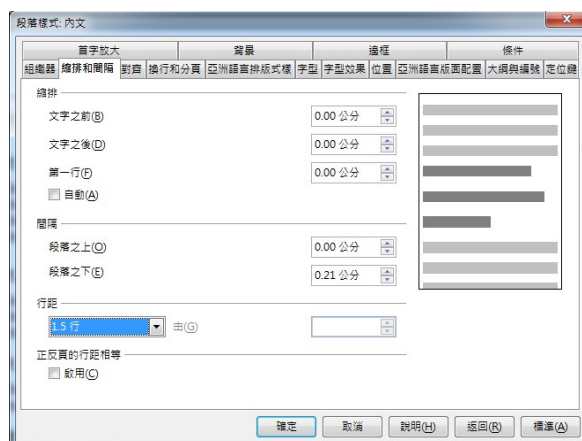 段落樣式: 內文
首字放大 背景 邊框 條件
組織器 縮排和間隔 對齊 換行和分頁 亞洲語言排版式樣 字型 字型效果 位置 亞洲語言版面配置 大綱與編號 定位鍵
縮排
文字之前(B) 0.00 公分
文字之後(D) 0.00 公分
第一行(F) 0.00 公分
自動(A)
間隔
段落之上(O) 0.00 公分
段落之下(E) 0.21 公分
行距
1.5 行 由(G)
正反頁的行距相等
啟用(C)
確定 取消 說明(H) 返回(R) 標準(A)